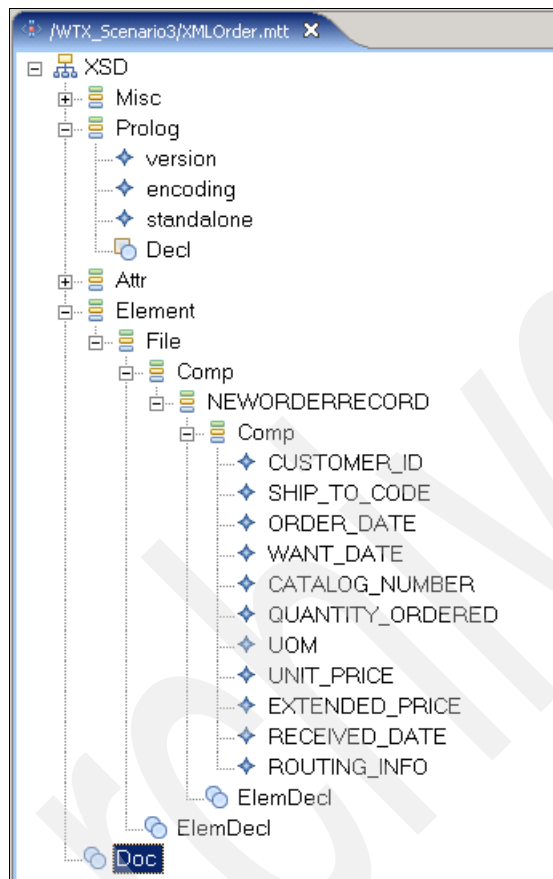 /WTX_Scenario3/XMLOrder.mtt
XSD
Misc
Prolog
version
encoding
standalone
Decl
Attr
Element
File
Comp
NEWORDERRECORD
Comp
CUSTOMER_ID
SHIP_TO_CODE
ORDER_DATE
WANT_DATE
CATALOG_NUMBER
QUANTITY_ORDERED
UOM
UNIT_PRICE
EXTENDED_PRICE
RECEIVED_DATE
ROUTING_INFO
ElemDecl
ElemDecl
Doc